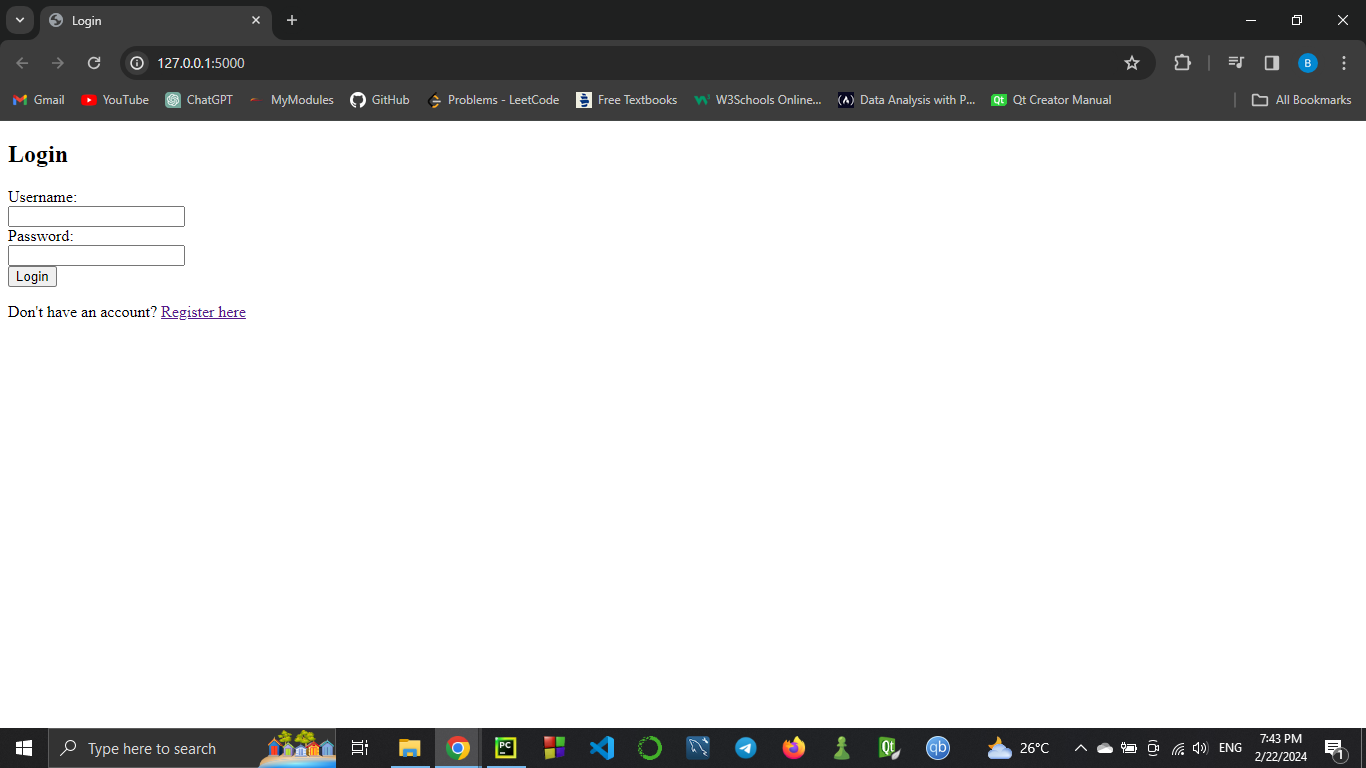 Login
127.0.0.1:5000
Gmail YouTube ChatGPT MyModules GitHub Problems - LeetCode Free Textbooks W3Schools Online... Data Analysis with P... Qt Creator Manual All Bookmarks
B
Login
Username:
Password:
Login
Don't have an account? Register here
Type here to search
PC
Qt
qb
26°C
ENG
7:43 PM
2/22/2024
1